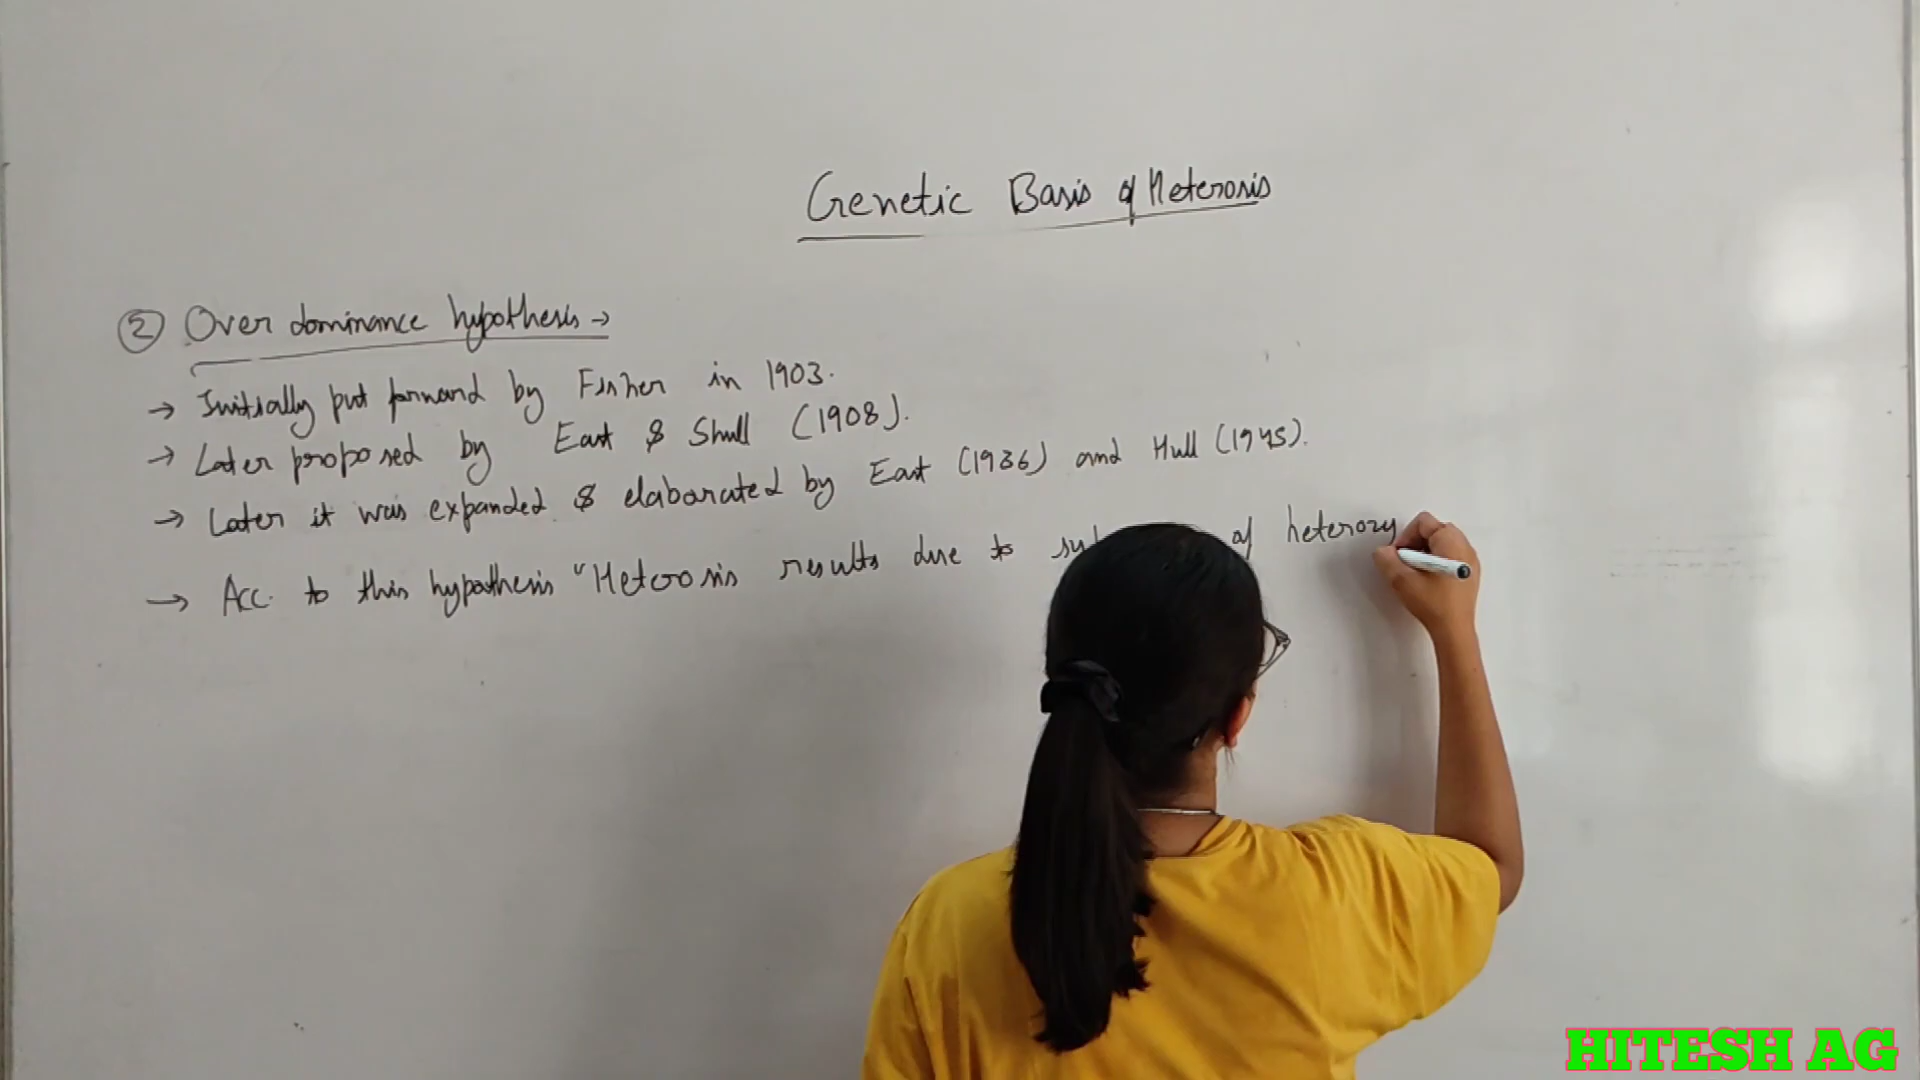 Genetic Basis of Heterosis
② Over dominance hypothesis →
→ Initially put forward by Fisher in 1903.
→ Later proposed by East & Shull (1908).
→ Later it was expanded & elaborated by East (1936) and Hull (1945).
→ Acc. to this hypothesis "Heterosis results due to of heterozy
HITESH AG